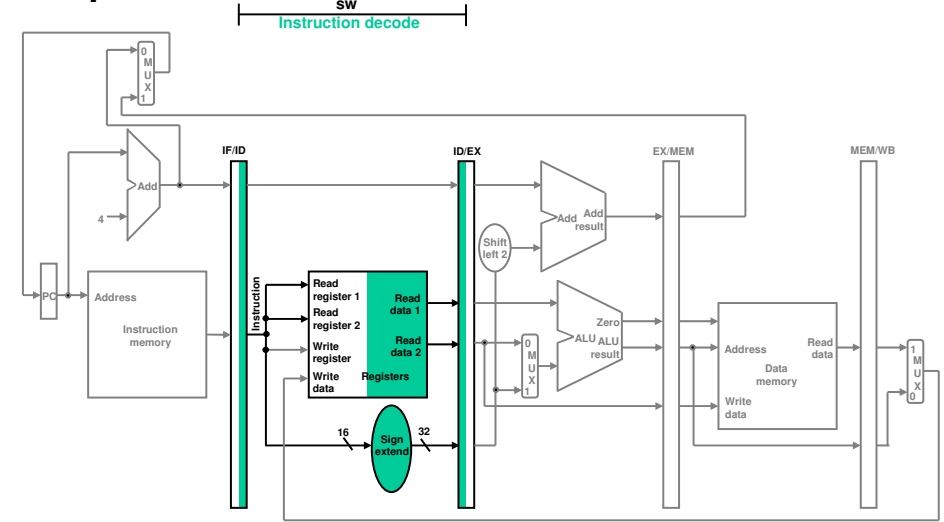 SW
Instruction decode
0
M
U
X
1
IF/ID
ID/EX
EX/MEM
MEM/WB
Add
4
Add
Add
result
Shift
left 2
PC
Address
Instruction
memory
Instruction
Read
register 1
Read
register 2
Write
register
Write
data
Registers
Read
data 1
Read
data 2
16
Sign
extend
32
0
M
U
X
1
Zero
ALU
ALU
result
Address
Read
data
Data
memory
Write
data
1
M
U
X
0